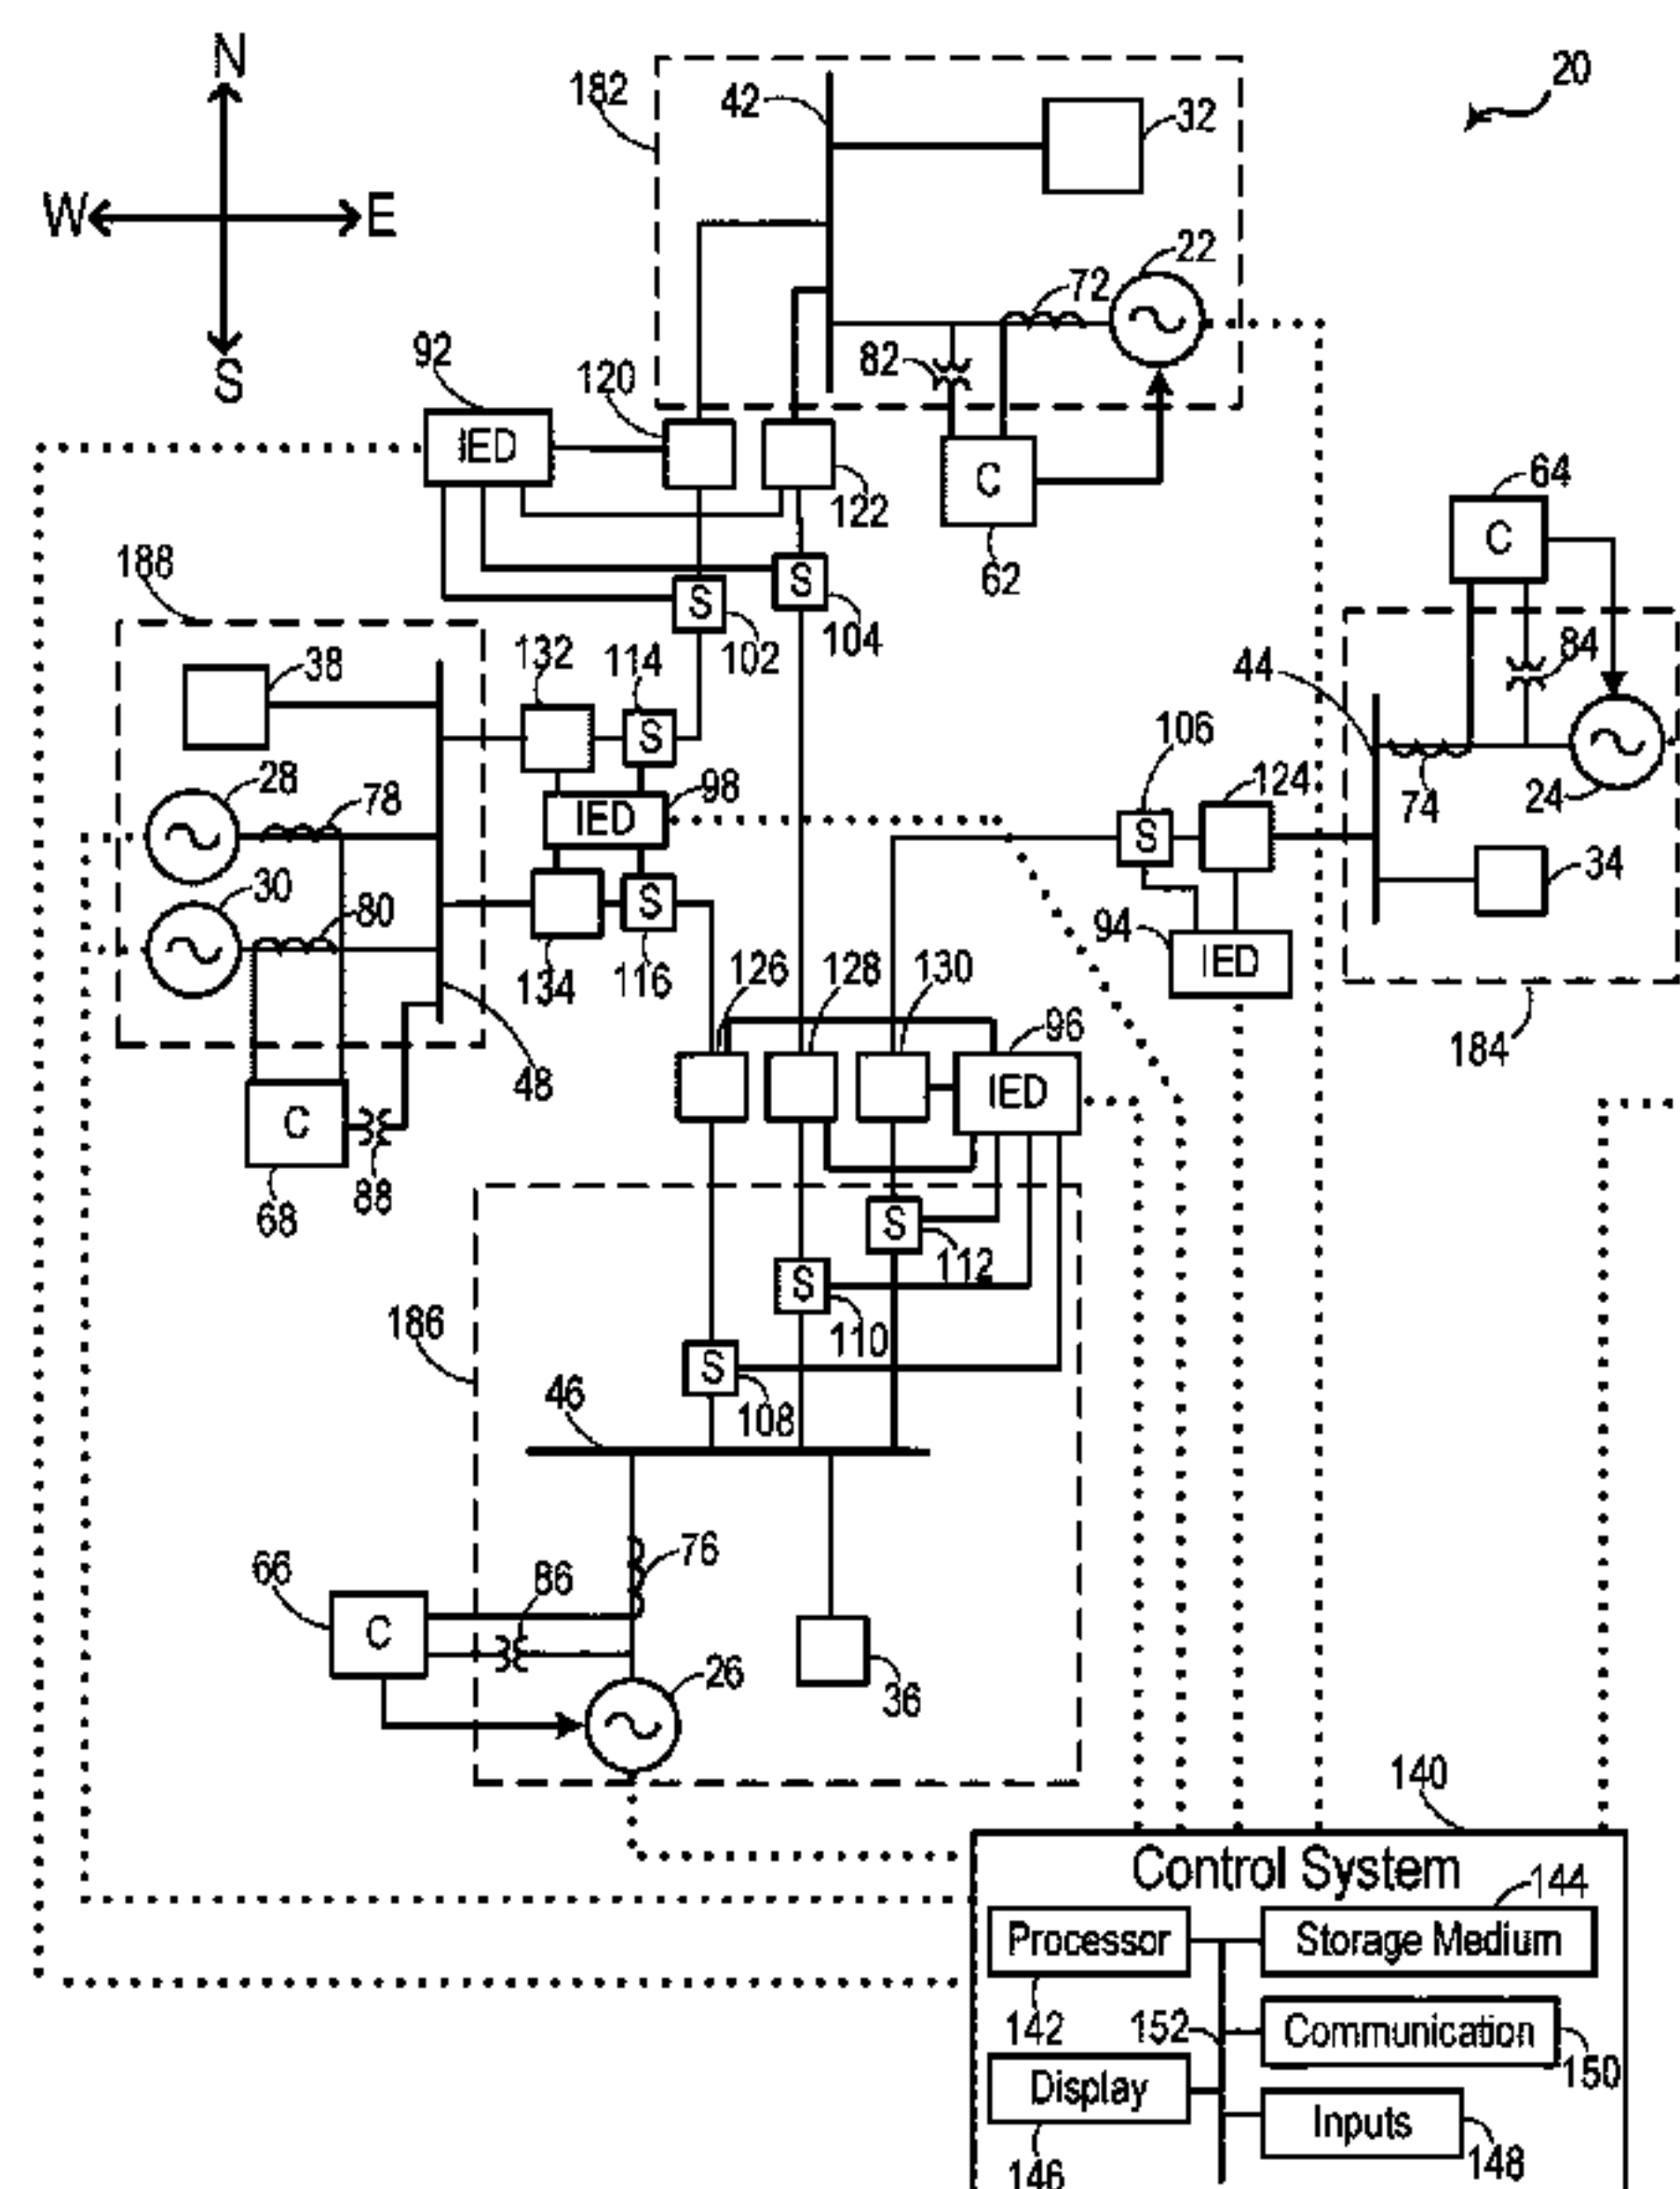 N
W E
S
20
182
42
32
22
72
82
92
IED
120
122
C
62
64
C
188
S
104
S
102
38
132
114
S
84
44
106
S
124
74
24
28
78
IED
98
34
30
80
S
134
116
94
IED
126
128
130
96
IED
184
48
C
68
88
S
112
S
110
186
S
108
46
66
C
86
76
26
36
140
Control System
144
Processor
Storage Medium
142
152
Communication
150
Display
Inputs
146
148